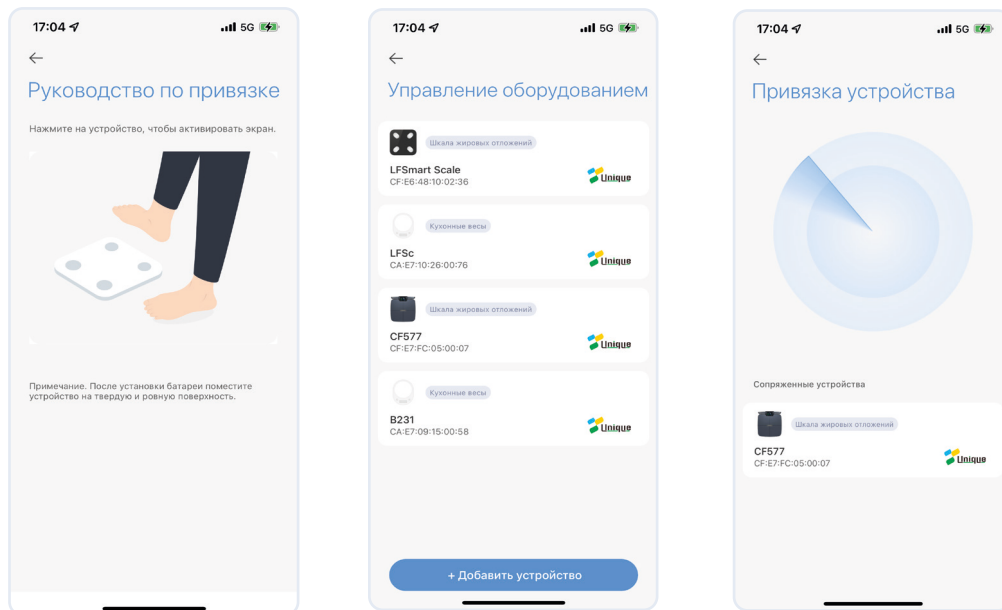 17:04
5G
Руководство по привязке
Нажмите на устройство, чтобы активировать экран.
Примечание. После установки батареи поместите
устройство на твердую и ровную поверхность.
17:04
5G
Управление оборудованием
Шкала жировых отложений
LFSmart Scale
CF:E6:48:10:02:36
Unique
Кухонные весы
LFSc
CA:E7:10:26:00:76
Unique
Шкала жировых отложений
CF577
CF:E7:FC:05:00:07
Unique
Кухонные весы
B231
CA:E7:09:15:00:58
Unique
+ Добавить устройство
17:04
5G
Привязка устройства
Сопряженные устройства
Шкала жировых отложений
CF577
CF:E7:FC:05:00:07
Unique